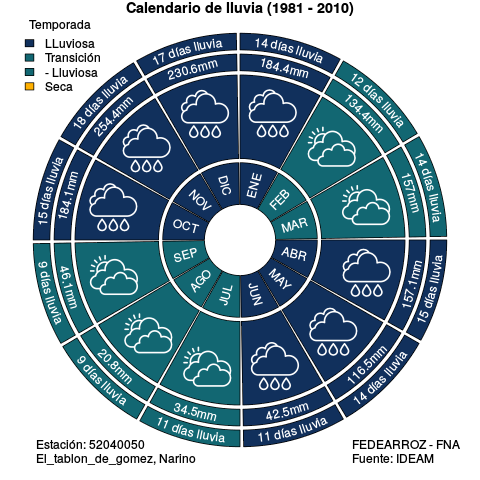 Calendario de lluvia (1981 - 2010)
Temporada
LLuviosa
Transición
- Lluviosa
Seca
14 días lluvia
184.4mm
ENE
12 días lluvia
134.4mm
FEB
14 días lluvia
157mm
MAR
15 días lluvia
157.1mm
ABR
14 días lluvia
116.5mm
MAY
11 días lluvia
42.5mm
JUN
11 días lluvia
34.5mm
JUL
9 días lluvia
20.8mm
AGO
9 días lluvia
46.1mm
SEP
15 días lluvia
184.1mm
OCT
18 días lluvia
254.4mm
NOV
17 días lluvia
230.6mm
DIC
Estación: 52040050
El_tablon_de_gomez, Narino
FEDEARROZ - FNA
Fuente: IDEAM